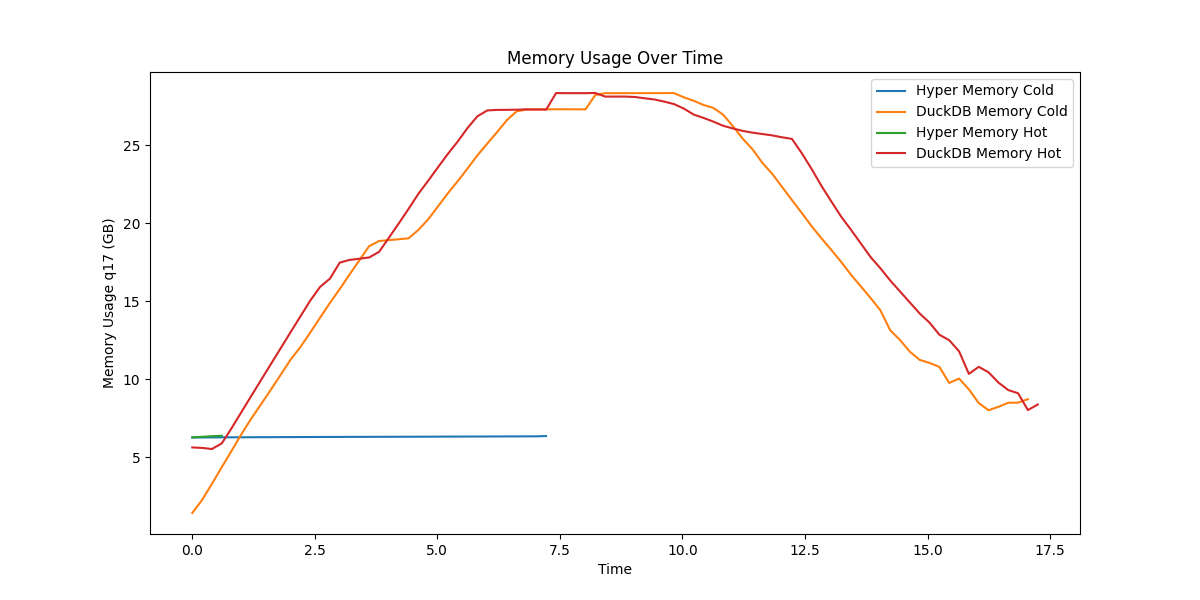 Memory Usage Over Time
Hyper Memory Cold
DuckDB Memory Cold
Hyper Memory Hot
DuckDB Memory Hot
Memory Usage q17 (GB)
25
20
15
10
5
0.0 2.5 5.0 7.5 10.0 12.5 15.0 17.5
Time